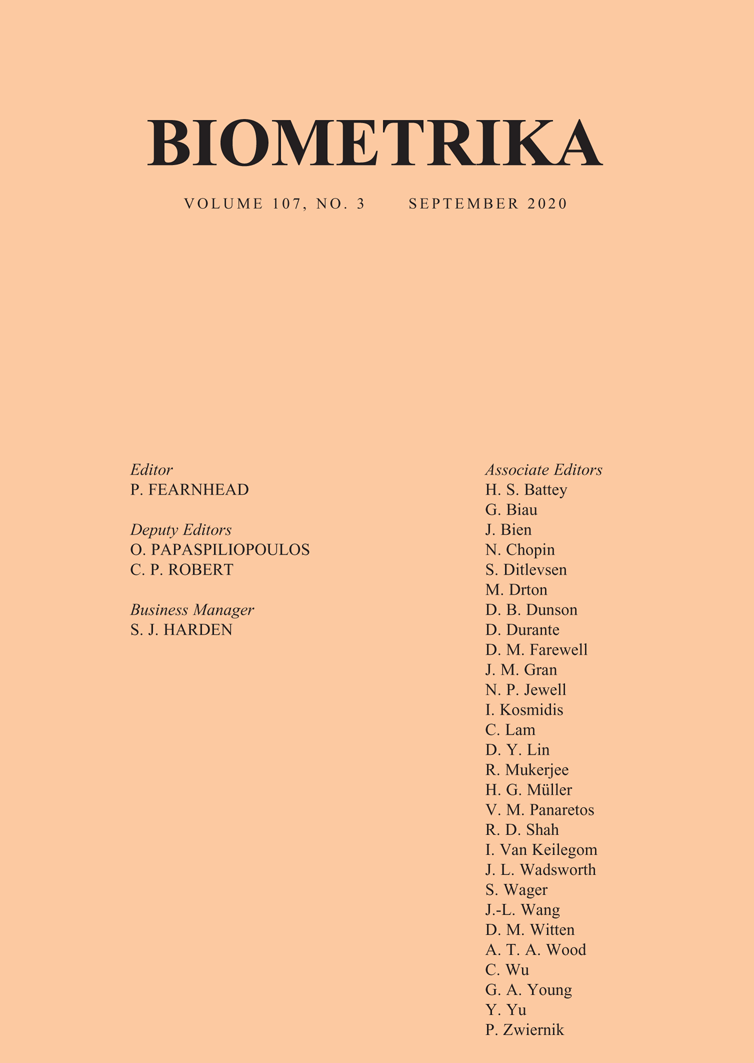 BIOMETRIKA
VOLUME 107, NO. 3 SEPTEMBER 2020
Editor
P. FEARNHEAD
Deputy Editors
O. PAPASPILIOPOULOS
C. P. ROBERT
Business Manager
S. J. HARDEN
Associate Editors
H. S. Battey
G. Biau
J. Bien
N. Chopin
S. Ditlevsen
M. Drton
D. B. Dunson
D. Durante
D. M. Farewell
J. M. Gran
N. P. Jewell
I. Kosmidis
C. Lam
D. Y. Lin
R. Mukerjee
H. G. Müller
V. M. Panaretos
R. D. Shah
I. Van Keilegom
J. L. Wadsworth
S. Wager
J.-L. Wang
D. M. Witten
A. T. A. Wood
C. Wu
G. A. Young
Y. Yu
P. Zwiernik